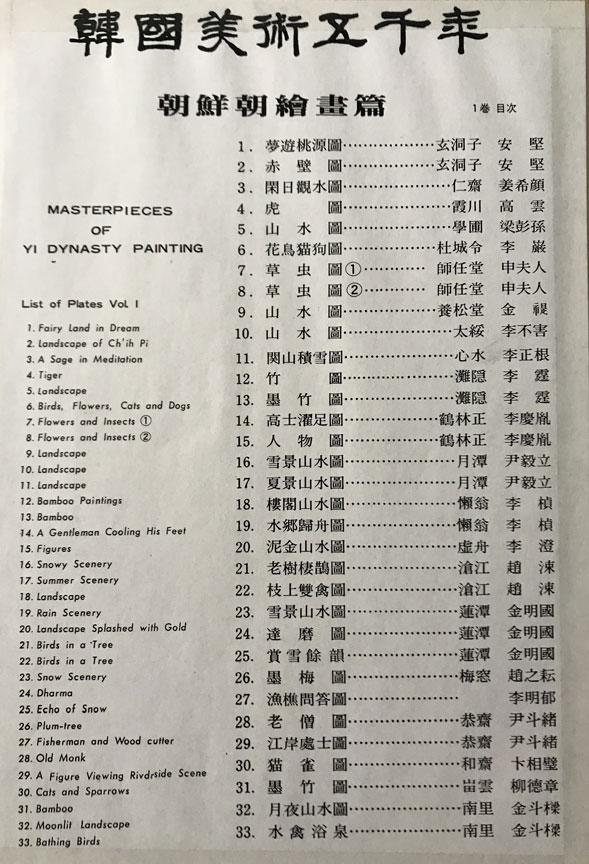 韓國美術五千年
朝鮮朝繪畫篇
1巻 目次
MASTERPIECES
OF
YI DYNASTY PAINTING
List of Plates Vol. I
1. Fairy Land in Dream
2. Landscape of Ch'ih Pi
3. A Sage in Meditation
4. Tiger
5. Landscape
6. Birds, Flowers, Cats and Dogs
7. Flowers and Insects ①
8. Flowers and Insects ②
9. Landscape
10. Landscape
11. Landscape
12. Bamboo Paintings
13. Bamboo
14. A Gentleman Cooling His Feet
15. Figures
16. Snowy Scenery
17. Summer Scenery
18. Landscape
19. Rain Scenery
20. Landscape Splashed with Gold
21. Birds in a Tree
22. Birds in a Tree
23. Snow Scenery
24. Dharma
25. Echo of Snow
26. Plum-tree
27. Fisherman and Wood cutter
28. Old Monk
29. A Figure Viewing Rivdrside Scene
30. Cats and Sparrows
31. Bamboo
32. Moonlit Landscape
33. Bathing Birds
1. 夢遊桃源圖………………玄洞子 安 堅
2. 赤 壁 圖………………玄洞子 安 堅
3. 閑日觀水圖…………………仁齋 姜希顔
4. 虎 圖…………………霞川 高 雲
5. 山 水 圖…………………學圃 梁彭孫
6. 花鳥猫狗圖………………杜城令 李 巌
7. 草 虫 圖①………… 師任堂 申夫人
8. 草 虫 圖②………… 師任堂 申夫人
9. 山 水 圖………………養松堂 金 禔
10. 山 水 圖…………………太綏 李不害
11. 関山積雪圖…………………心水 李正根
12. 竹 圖…………………灘隠 李 霆
13. 墨 竹 圖…………………灘隠 李 霆
14. 高士濯足圖………………鶴林正 李慶胤
15. 人 物 圖………………鶴林正 李慶胤
16. 雪景山水圖…………………月潭 尹毅立
17. 夏景山水圖…………………月潭 尹毅立
18. 樓閣山水圖…………………懶翁 李 楨
19. 水郷歸舟圖…………………懶翁 李 楨
20. 泥金山水圖…………………虚舟 李 澄
21. 老樹棲鵲圖…………………滄江 趙 涑
22. 枝上雙禽圖…………………滄江 趙 涑
23. 雪景山水圖…………………蓮潭 金明國
24. 達 磨 圖…………………蓮潭 金明國
25. 賞 雪 餘 韻…………………蓮潭 金明國
26. 墨 梅 圖…………………梅窓 趙之耘
27. 漁樵問答圖………………… 李明郁
28. 老 僧 圖…………………恭齋 尹斗緒
29. 江岸處士圖…………………恭齋 尹斗緒
30. 猫 雀 圖…………………和齋 卞相璧
31. 墨 竹 圖…………………峀雲 柳德章
32. 月夜山水圖…………………南里 金斗樑
33. 水 禽 浴 泉…………………南里 金斗樑